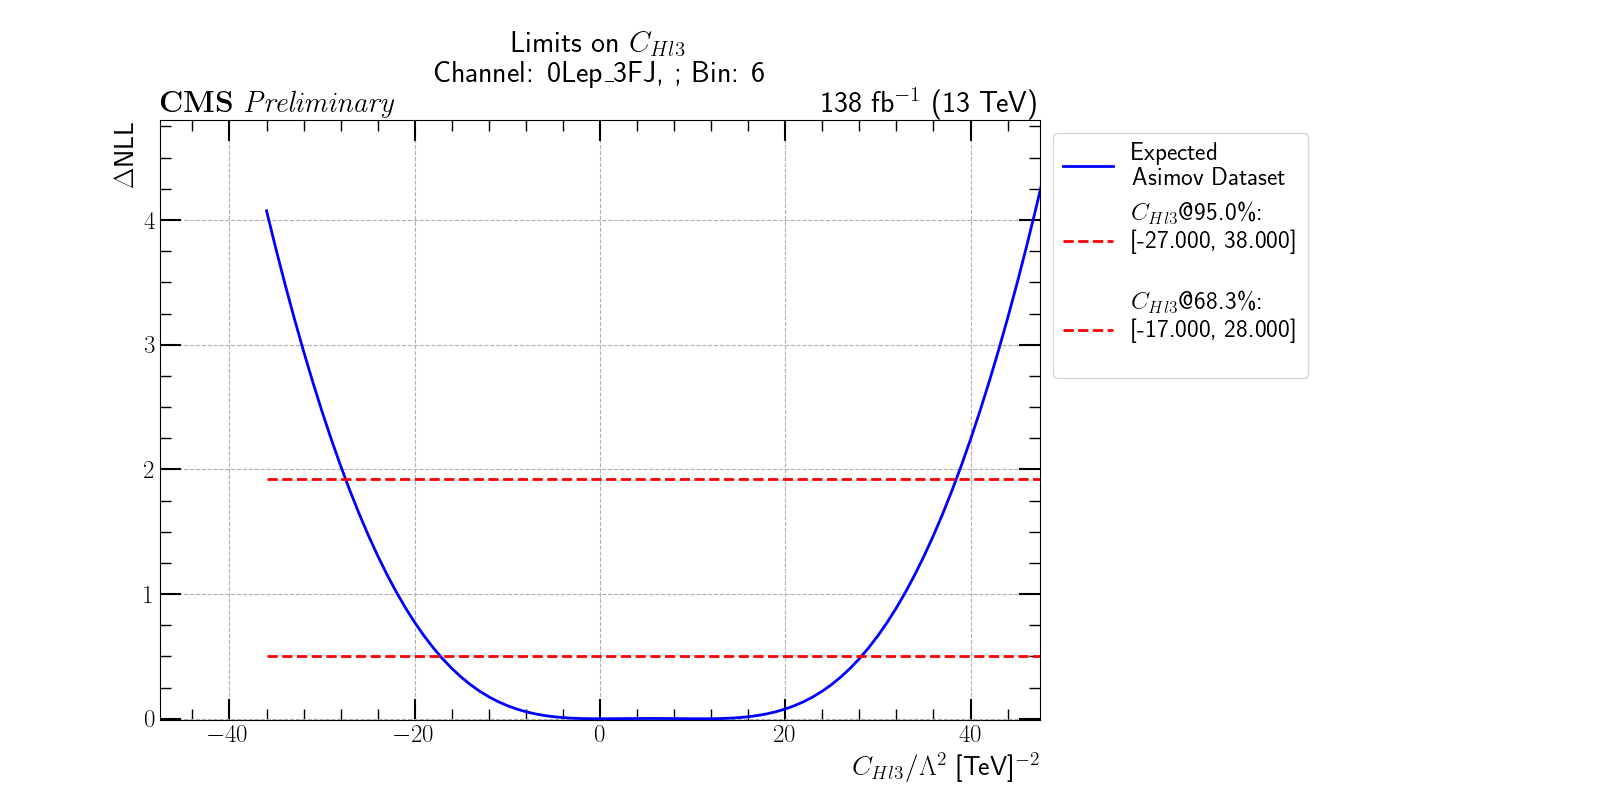 Limits on C_{Hl3}
Channel: 0Lep_3FJ, ; Bin: 6
CMS Preliminary
138 fb⁻¹ (13 TeV)
ΔNLL
4
3
2
1
0
−40
−20
0
20
40
C_{Hl3}/Λ² [TeV]⁻²
Expected
Asimov Dataset
C_{Hl3}@95.0%:
[-27.000, 38.000]
C_{Hl3}@68.3%:
[-17.000, 28.000]